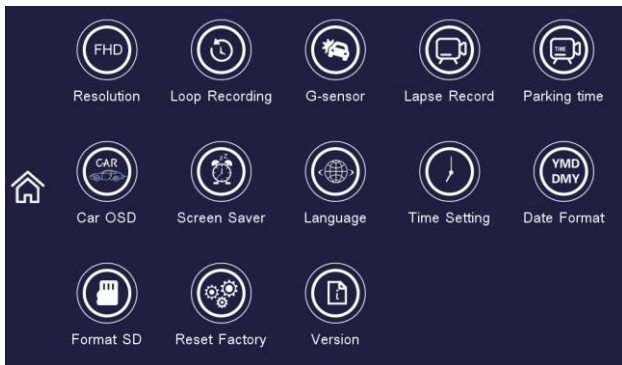 FHD
Resolution
Loop Recording
G-sensor
Lapse Record
TIME
Parking time
CAR
Car OSD
Screen Saver
Language
Time Setting
YMD
DMY
Date Format
Format SD
Reset Factory
Version